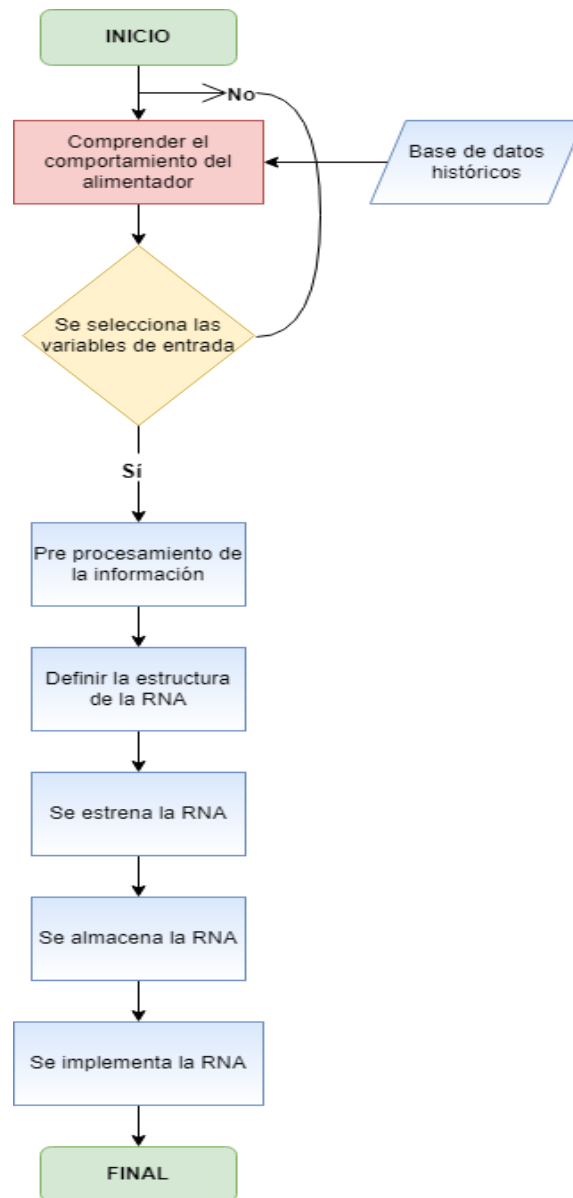 INICIO
No
Comprender el
comportamiento del
alimentador
Base de datos
históricos
Se selecciona las
variables de entrada
Sí
Pre procesamiento de
la información
Definir la estructura
de la RNA
Se estrena la RNA
Se almacena la RNA
Se implementa la RNA
FINAL